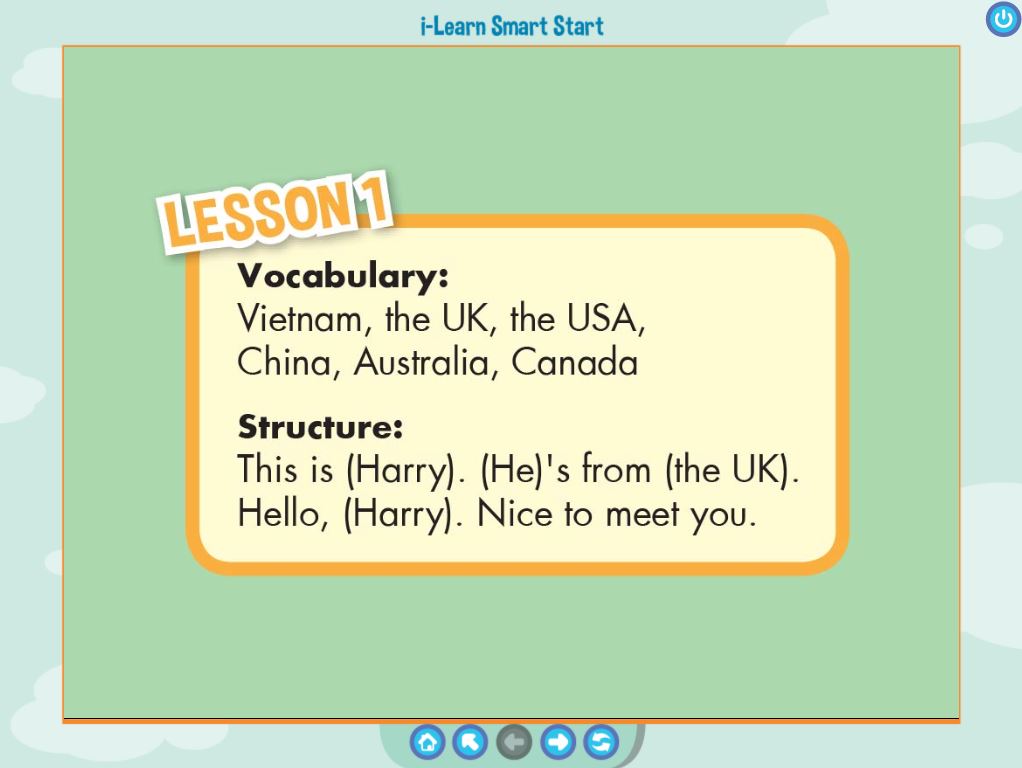 i-Learn Smart Start
LESSON 1
Vocabulary:
Vietnam, the UK, the USA,
China, Australia, Canada
Structure:
This is (Harry). (He)'s from (the UK).
Hello, (Harry). Nice to meet you.